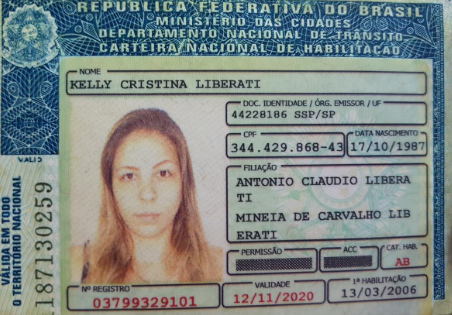 REPÚBLICA FEDERATIVA DO BRASIL
MINISTÉRIO DAS CIDADES
DEPARTAMENTO NACIONAL DE TRÂNSITO
CARTEIRA NACIONAL DE HABILITAÇÃO
NOME
KELLY CRISTINA LIBERATI
DOC. IDENTIDADE / ÓRG. EMISSOR / UF
44228186 SSP/SP
CPF
DATA NASCIMENTO
344.429.868-43
17/10/1987
FILIAÇÃO
ANTONIO CLAUDIO LIBERA
TI
MINEIA DE CARVALHO LIB
ERATI
PERMISSÃO
ACC
CAT. HAB.
AB
Nº REGISTRO
VALIDADE
1ª HABILITAÇÃO
03799329101
12/11/2020
13/03/2006
VÁLIDA EM TODO
O TERRITÓRIO NACIONAL
1187130259